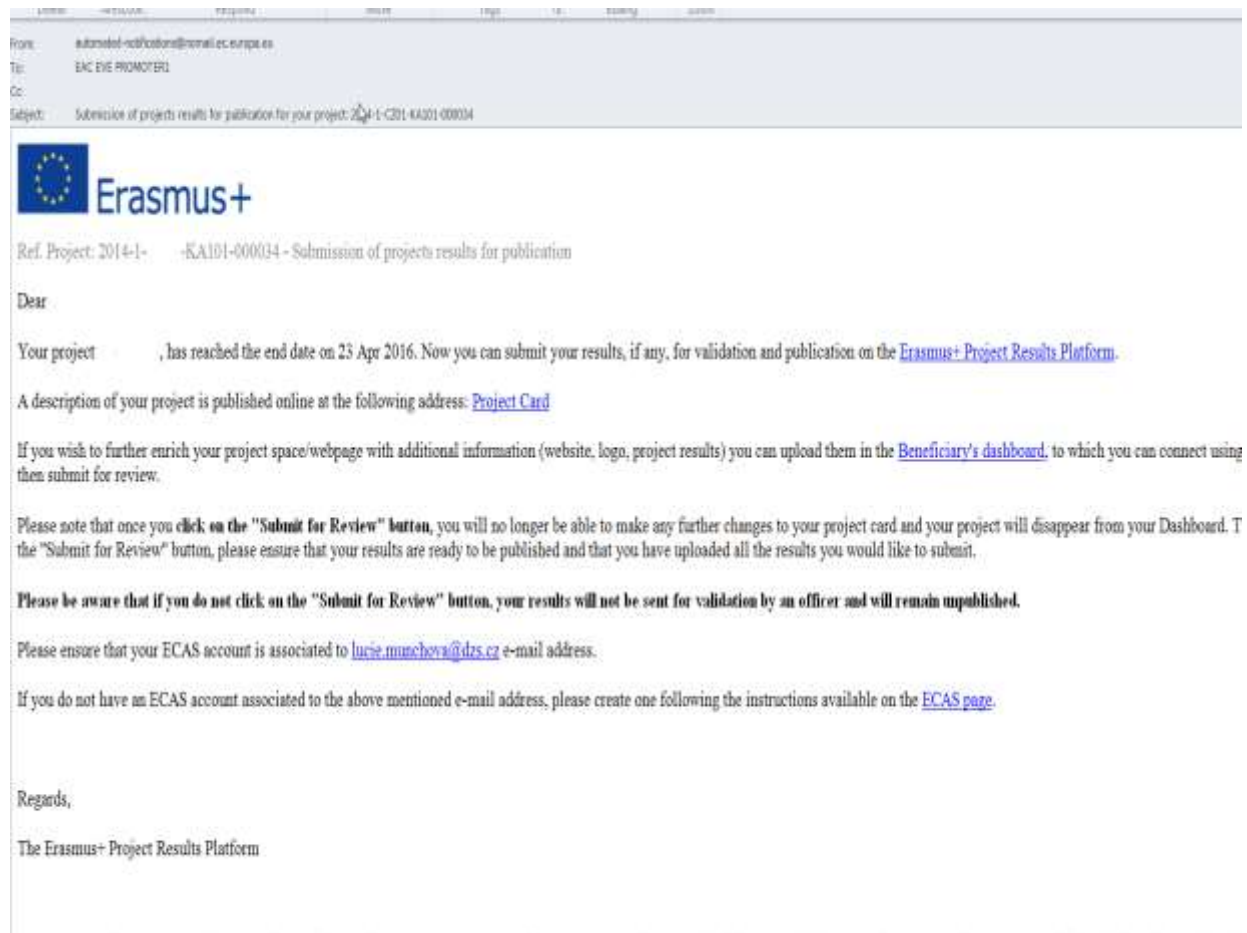 From:
automated-notifications@nomail.ec.europa.eu
To:
EAC EVE PROMOTER1
Cc:
Subject:
Submission of projects results for publication for your project: 2014-1-CZ01-KA101-000034
Erasmus+
Ref. Project: 2014-1- -KA101-000034 - Submission of projects results for publication
Dear
Your project , has reached the end date on 23 Apr 2016. Now you can submit your results, if any, for validation and publication on the Erasmus+ Project Results Platform.
A description of your project is published online at the following address: Project Card
If you wish to further enrich your project space/webpage with additional information (website, logo, project results) you can upload them in the Beneficiary's dashboard, to which you can connect using
then submit for review.
Please note that once you click on the "Submit for Review" button, you will no longer be able to make any further changes to your project card and your project will disappear from your Dashboard. T
the "Submit for Review" button, please ensure that your results are ready to be published and that you have uploaded all the results you would like to submit.
Please be aware that if you do not click on the "Submit for Review" button, your results will not be sent for validation by an officer and will remain unpublished.
Please ensure that your ECAS account is associated to lucie.munchova@dzs.cz e-mail address.
If you do not have an ECAS account associated to the above mentioned e-mail address, please create one following the instructions available on the ECAS page.
Regards,
The Erasmus+ Project Results Platform